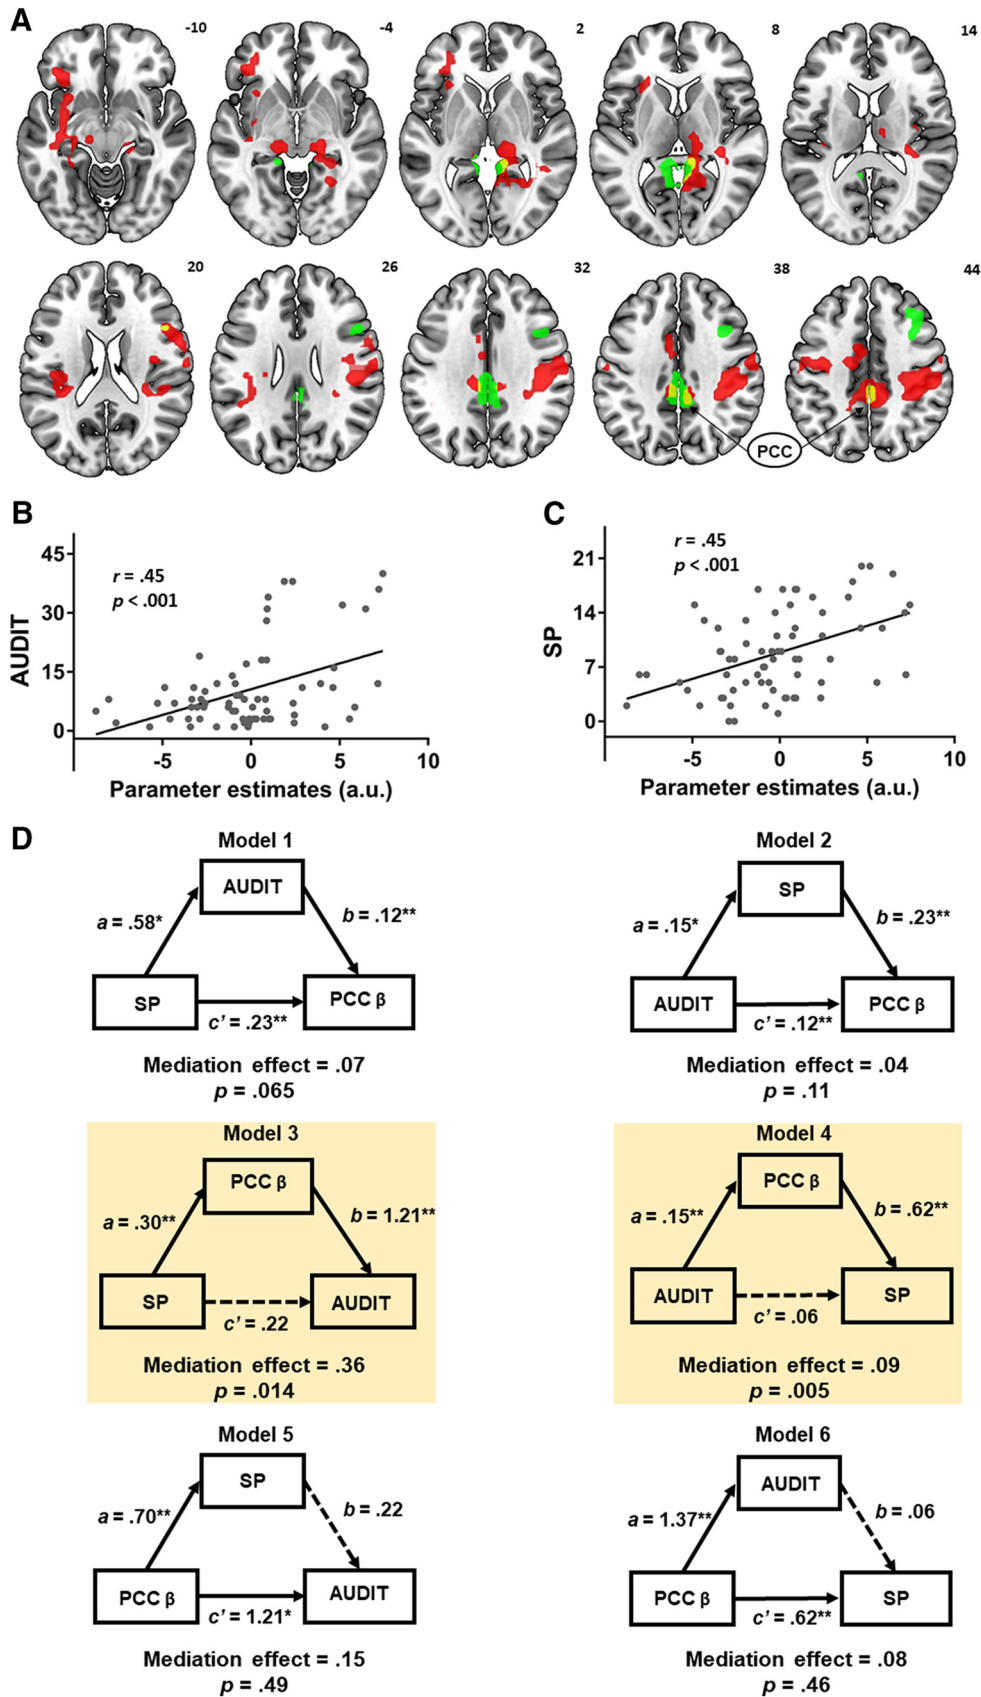 A
-10
-4
2
8
14
20
26
32
38
44
PCC
B
r = .45
p < .001
45
30
15
0
AUDIT
-5
0
5
10
Parameter estimates (a.u.)
C
r = .45
p < .001
21
14
7
0
SP
-5
0
5
10
Parameter estimates (a.u.)
D
Model 1
AUDIT
a = .58*
b = .12**
SP
PCC β
c’ = .23**
Mediation effect = .07
p = .065
Model 2
SP
a = .15*
b = .23**
AUDIT
PCC β
c’ = .12**
Mediation effect = .04
p = .11
Model 3
PCC β
a = .30**
b = 1.21**
SP
AUDIT
c’ = .22
Mediation effect = .36
p = .014
Model 4
PCC β
a = .15**
b = .62**
AUDIT
SP
c’ = .06
Mediation effect = .09
p = .005
Model 5
SP
a = .70**
b = .22
PCC β
AUDIT
c’ = 1.21*
Mediation effect = .15
p = .49
Model 6
AUDIT
a = 1.37**
b = .06
PCC β
SP
c’ = .62**
Mediation effect = .08
p = .46